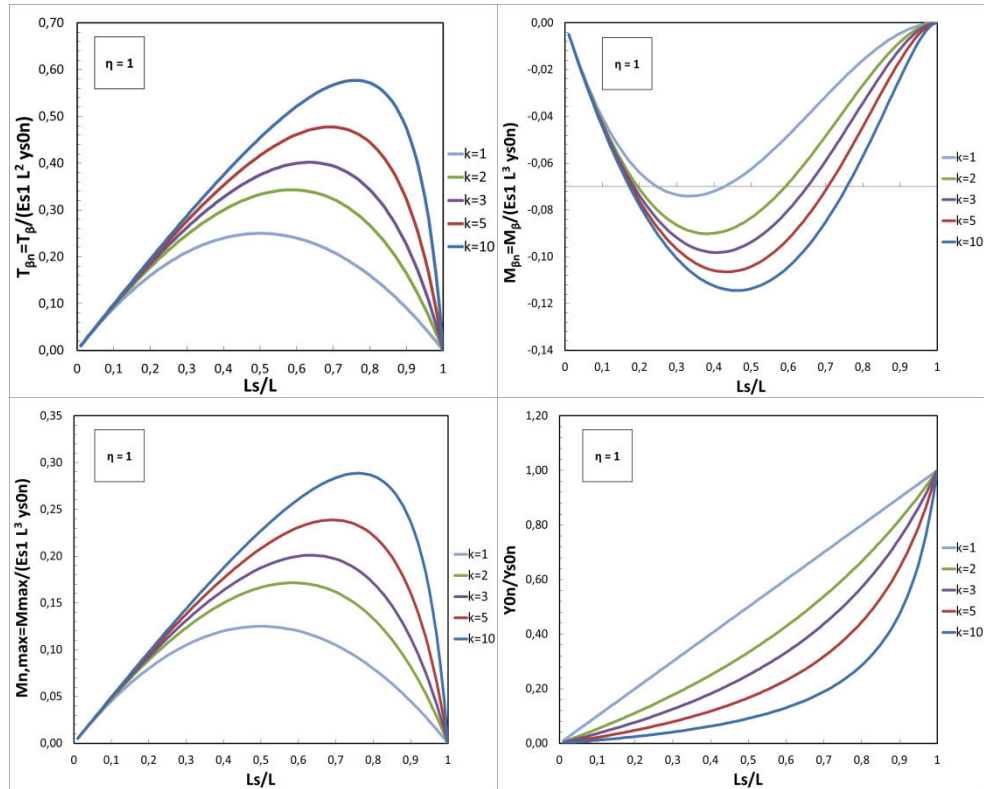 T_βn=T_β/(Es1 L² ys0n)
0,70
0,60
0,50
0,40
0,30
0,20
0,10
0,00
η = 1
k=1
k=2
k=3
k=5
k=10
0 0,1 0,2 0,3 0,4 0,5 0,6 0,7 0,8 0,9 1
Ls/L
M_βn=M_β/(Es1 L³ ys0n)
0,00
-0,02
-0,04
-0,06
-0,08
-0,10
-0,12
-0,14
η = 1
k=1
k=2
k=3
k=5
k=10
0 0,1 0,2 0,3 0,4 0,5 0,6 0,7 0,8 0,9 1
Ls/L
Mn,max=Mmax/(Es1 L³ ys0n)
0,35
0,30
0,25
0,20
0,15
0,10
0,05
0,00
η = 1
k=1
k=2
k=3
k=5
k=10
0 0,1 0,2 0,3 0,4 0,5 0,6 0,7 0,8 0,9 1
Ls/L
Y0n/Ys0n
1,20
1,00
0,80
0,60
0,40
0,20
0,00
η = 1
k=1
k=2
k=3
k=5
k=10
0 0,1 0,2 0,3 0,4 0,5 0,6 0,7 0,8 0,9 1
Ls/L